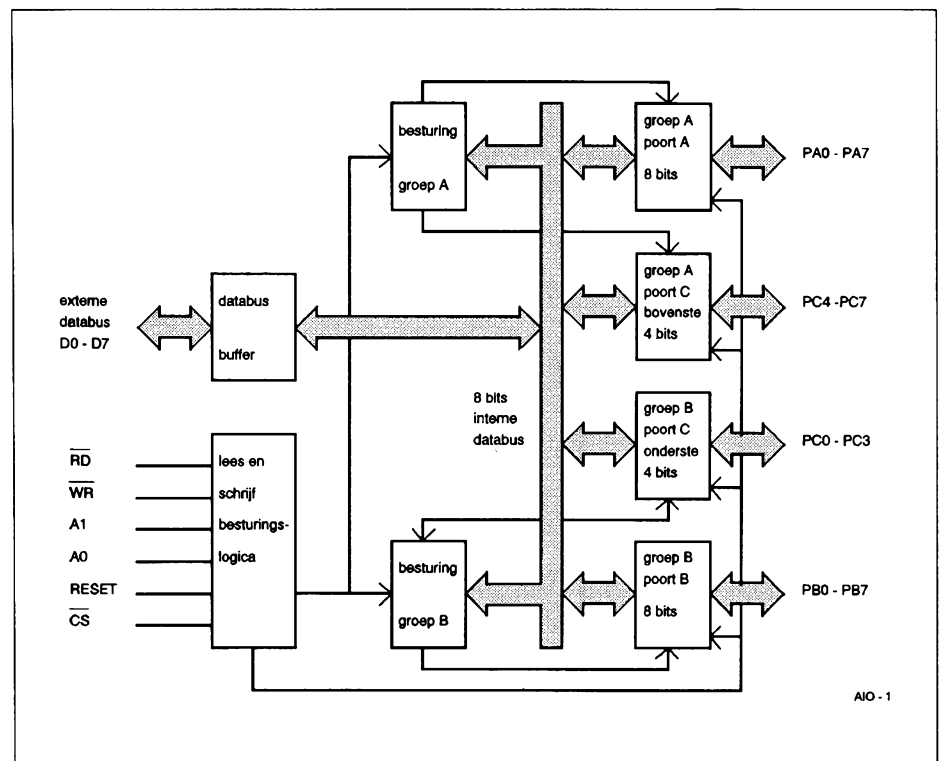 besturing
groep A
groep A
poort A
8 bits
PA0 - PA7
groep A
poort C
bovenste
4 bits
PC4 -PC7
externe
databus
D0 - D7
databus
buffer
8 bits
interne
databus
groep B
poort C
onderste
4 bits
PC0 - PC3
RD
WR
A1
A0
RESET
CS
lees en
schrijf
besturings-
logica
besturing
groep B
groep B
poort B
8 bits
PB0 - PB7
AIO - 1